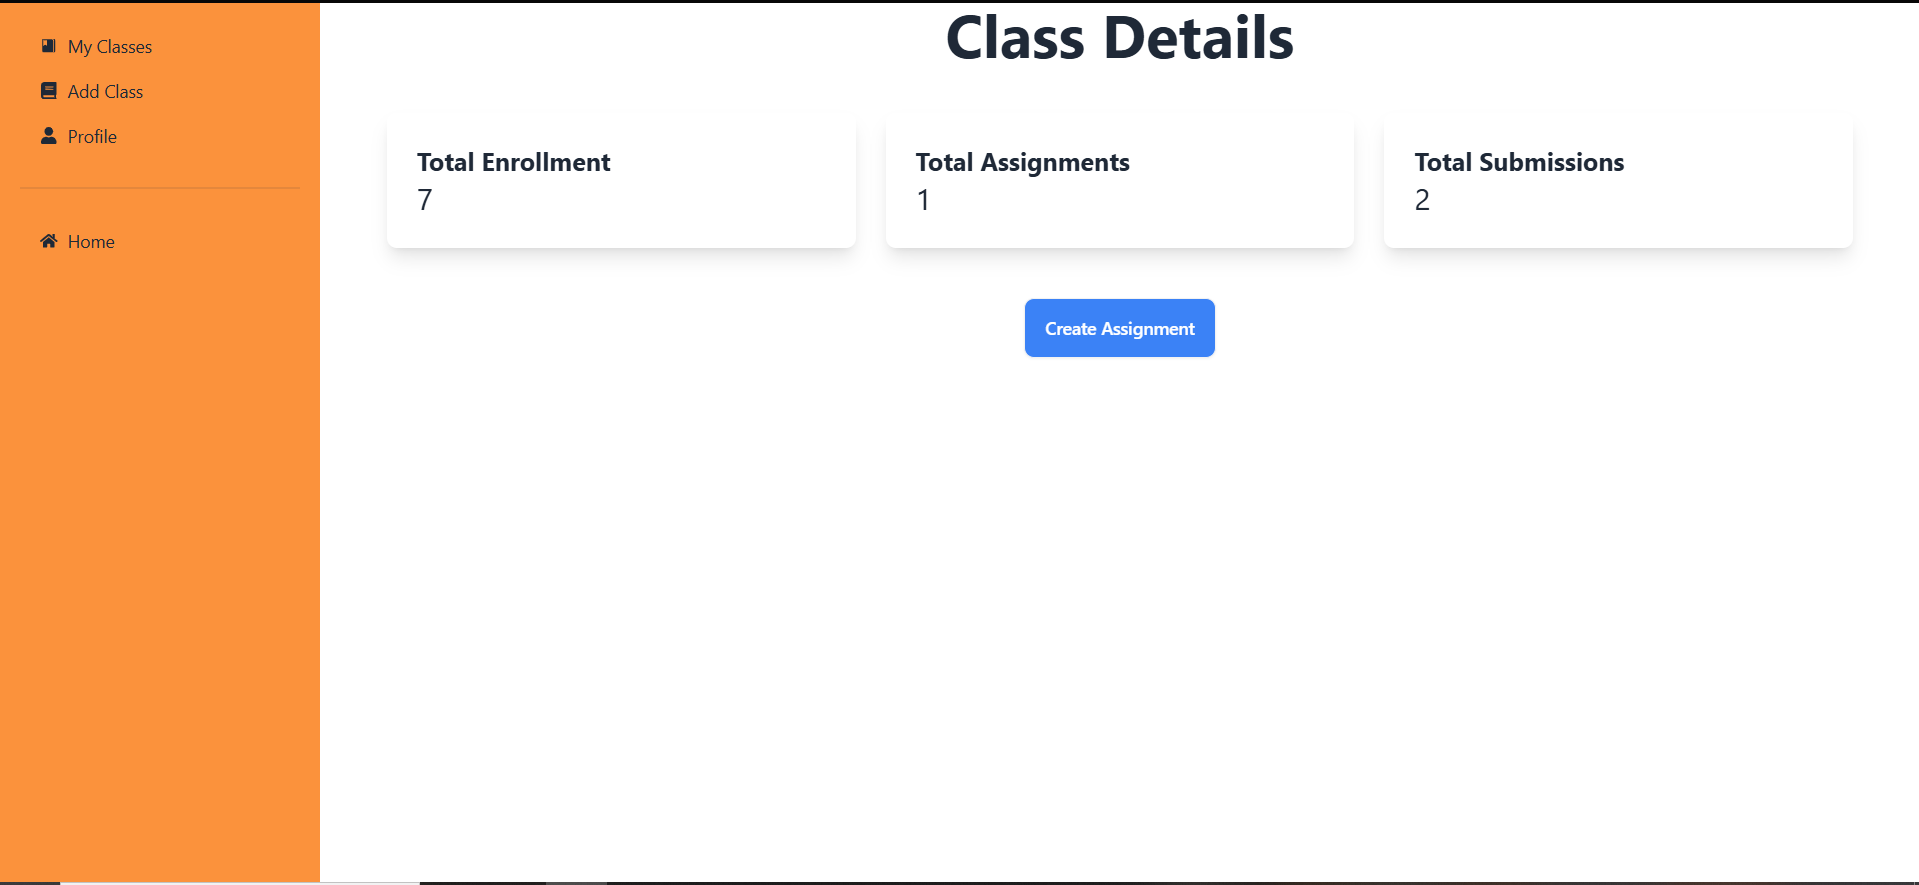 My Classes
Add Class
Profile
Home
Class Details
Total Enrollment
7
Total Assignments
1
Total Submissions
2
Create Assignment